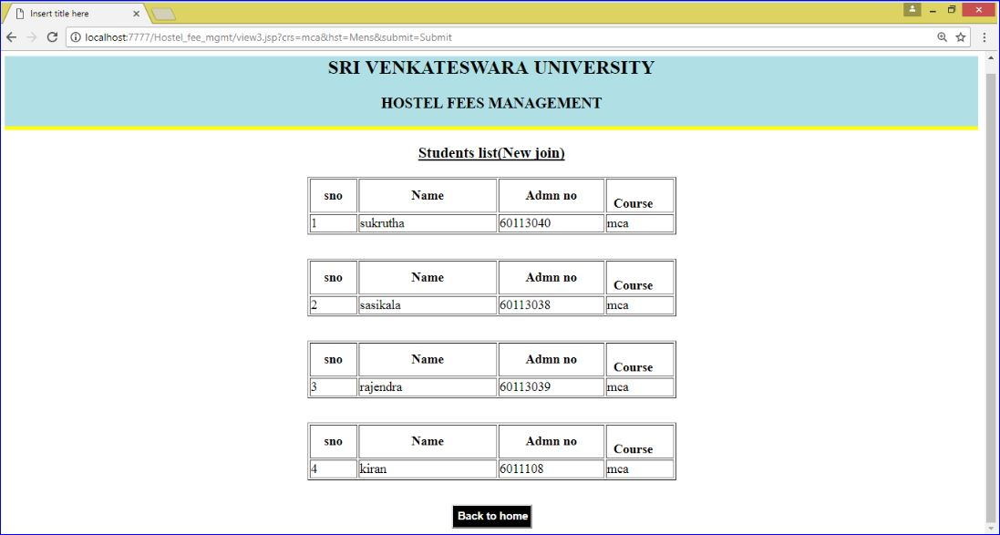 Insert title here
localhost:7777/Hostel_fee_mgmt/view3.jsp?crs=mca&hst=Mens&submit=Submit
SRI VENKATESWARA UNIVERSITY
HOSTEL FEES MANAGEMENT
Students list(New join)
sno Name Admn no Course
1 sukrutha 60113040 mca
sno Name Admn no Course
2 sasikala 60113038 mca
sno Name Admn no Course
3 rajendra 60113039 mca
sno Name Admn no Course
4 kiran 6011108 mca
Back to home